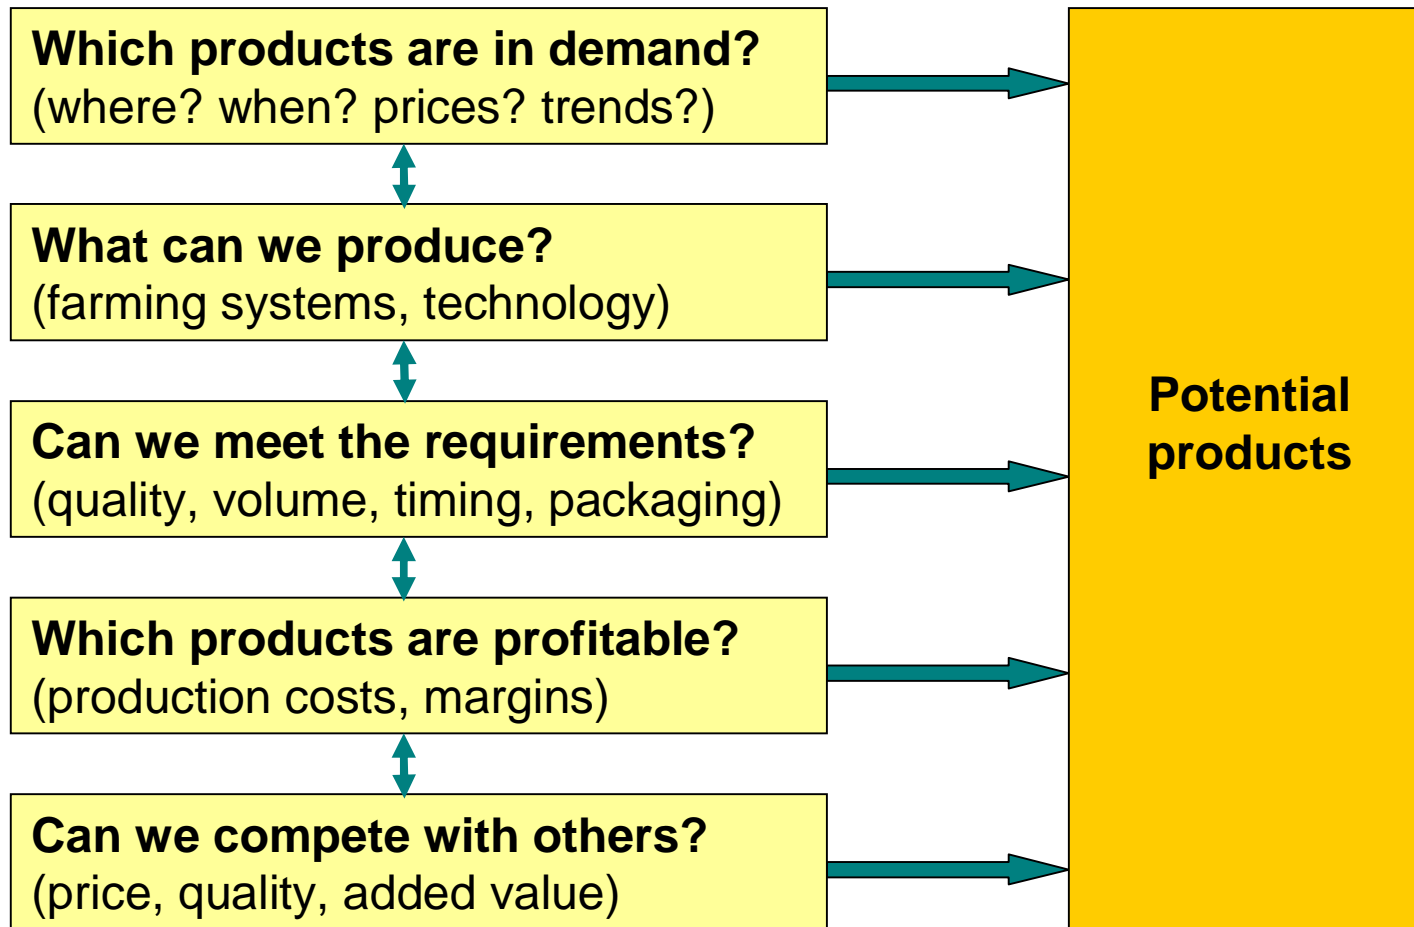 Which products are in demand?
(where? when? prices? trends?)
What can we produce?
(farming systems, technology)
Can we meet the requirements?
(quality, volume, timing, packaging)
Which products are profitable?
(production costs, margins)
Can we compete with others?
(price, quality, added value)
Potential
products